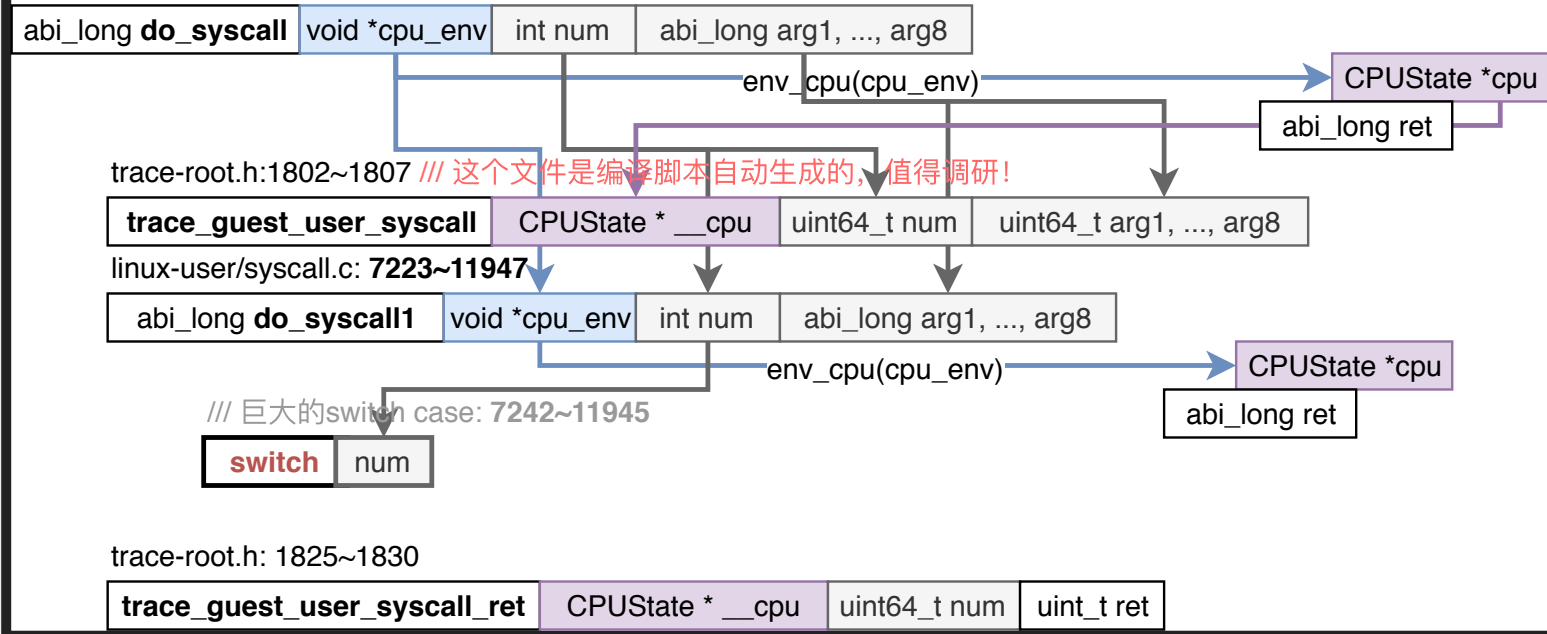 abi_long do_syscall void *cpu_env int num abi_long arg1, ..., arg8
env_cpu(cpu_env) CPUState *cpu
abi_long ret
trace-root.h:1802~1807 /// 这个文件是编译脚本自动生成的，值得调研！
trace_guest_user_syscall CPUState * __cpu uint64_t num uint64_t arg1, ..., arg8
linux-user/syscall.c: 7223~11947
abi_long do_syscall1 void *cpu_env int num abi_long arg1, ..., arg8
env_cpu(cpu_env) CPUState *cpu
/// 巨大的switch case: 7242~11945 abi_long ret
switch num
trace-root.h: 1825~1830
trace_guest_user_syscall_ret CPUState * __cpu uint64_t num uint_t ret